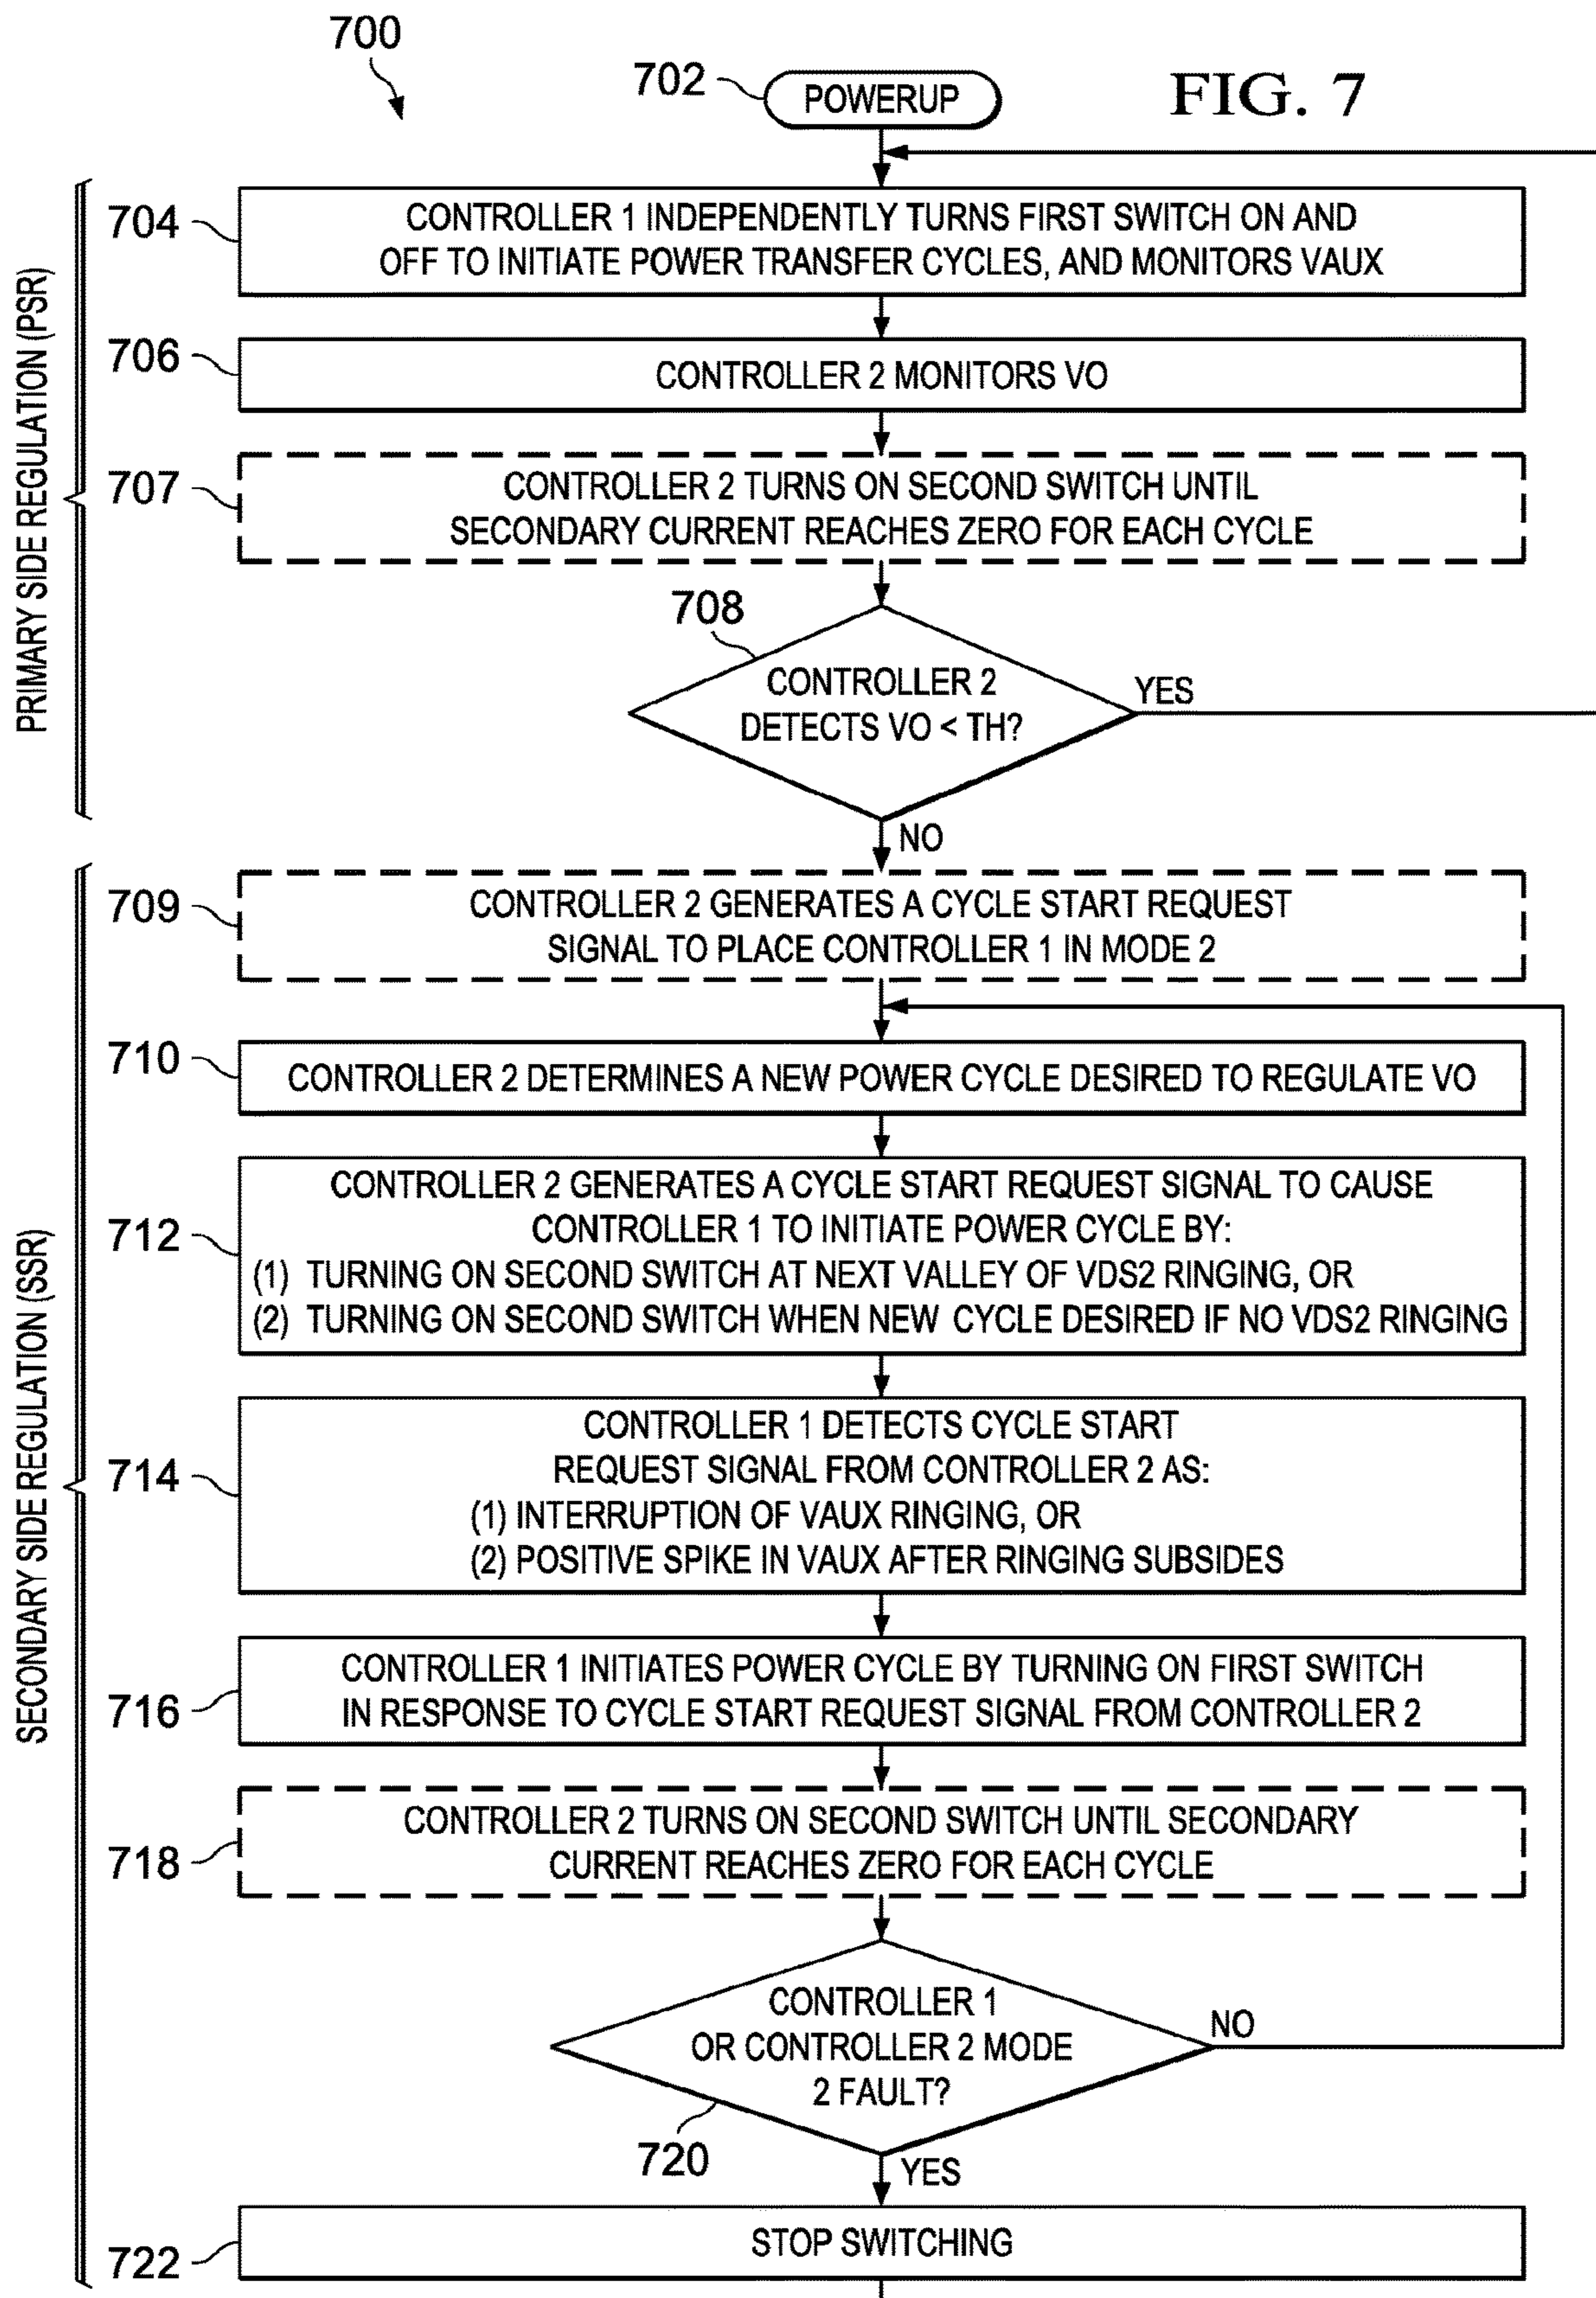 700
702
POWERUP
FIG. 7
PRIMARY SIDE REGULATION (PSR)
704
CONTROLLER 1 INDEPENDENTLY TURNS FIRST SWITCH ON AND
OFF TO INITIATE POWER TRANSFER CYCLES, AND MONITORS VAUX
706
CONTROLLER 2 MONITORS VO
707
CONTROLLER 2 TURNS ON SECOND SWITCH UNTIL
SECONDARY CURRENT REACHES ZERO FOR EACH CYCLE
708
CONTROLLER 2
DETECTS VO < TH?
YES
NO
SECONDARY SIDE REGULATION (SSR)
709
CONTROLLER 2 GENERATES A CYCLE START REQUEST
SIGNAL TO PLACE CONTROLLER 1 IN MODE 2
710
CONTROLLER 2 DETERMINES A NEW POWER CYCLE DESIRED TO REGULATE VO
712
CONTROLLER 2 GENERATES A CYCLE START REQUEST SIGNAL TO CAUSE
CONTROLLER 1 TO INITIATE POWER CYCLE BY:
(1) TURNING ON SECOND SWITCH AT NEXT VALLEY OF VDS2 RINGING, OR
(2) TURNING ON SECOND SWITCH WHEN NEW CYCLE DESIRED IF NO VDS2 RINGING
714
CONTROLLER 1 DETECTS CYCLE START
REQUEST SIGNAL FROM CONTROLLER 2 AS:
(1) INTERRUPTION OF VAUX RINGING, OR
(2) POSITIVE SPIKE IN VAUX AFTER RINGING SUBSIDES
716
CONTROLLER 1 INITIATES POWER CYCLE BY TURNING ON FIRST SWITCH
IN RESPONSE TO CYCLE START REQUEST SIGNAL FROM CONTROLLER 2
718
CONTROLLER 2 TURNS ON SECOND SWITCH UNTIL SECONDARY
CURRENT REACHES ZERO FOR EACH CYCLE
CONTROLLER 1
OR CONTROLLER 2 MODE
2 FAULT?
NO
720
YES
722
STOP SWITCHING